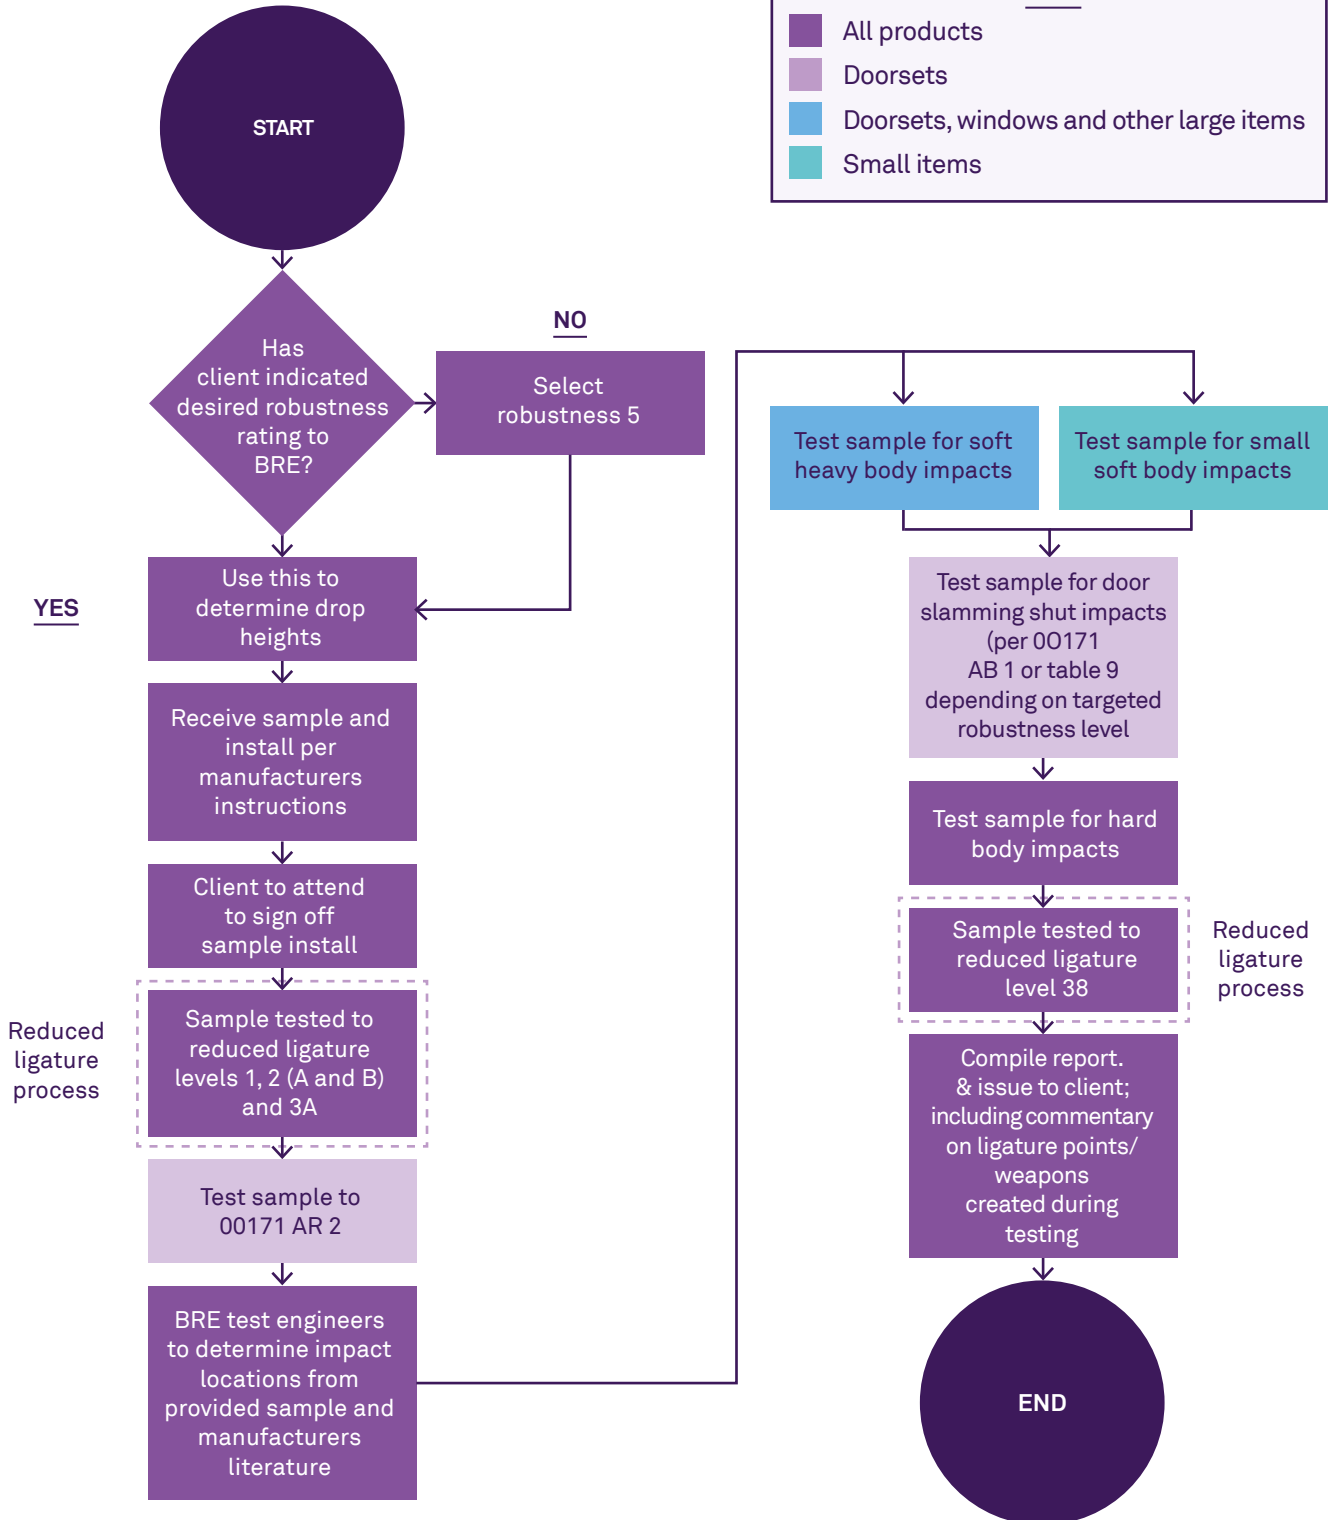 START
All products
Doorsets
Doorsets, windows and other large items
Small items
Has
client indicated
desired robustness
rating to
BRE?
NO
Select
robustness 5
YES
Use this to
determine drop
heights
Receive sample and
install per
manufacturers
instructions
Client to attend
to sign off
sample install
Reduced
ligature
process
Sample tested to
reduced ligature
levels 1, 2 (A and B)
and 3A
Test sample to
00171 AR 2
BRE test engineers
to determine impact
locations from
provided sample and
manufacturers
literature
Test sample for soft
heavy body impacts
Test sample for small
soft body impacts
Test sample for door
slamming shut impacts
(per 0O171
AB 1 or table 9
depending on targeted
robustness level
Test sample for hard
body impacts
Sample tested to
reduced ligature
level 38
Reduced
ligature
process
Compile report.
& issue to client;
including commentary
on ligature points/
weapons
created during
testing
END